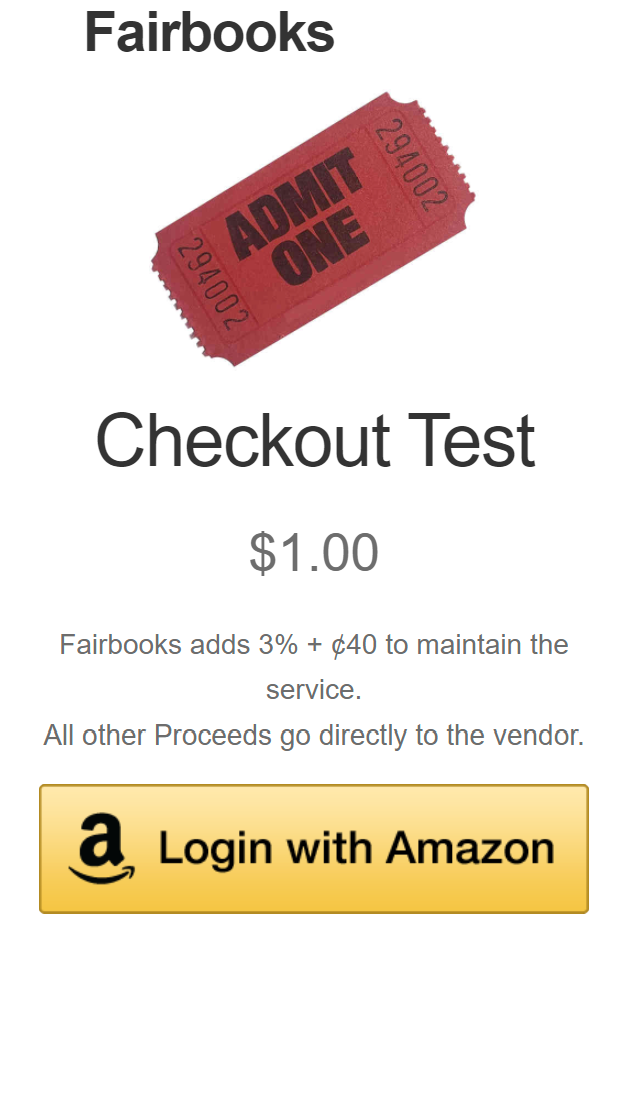 Fairbooks
294002
ADMIT
ONE
294002
Checkout Test
$1.00
Fairbooks adds 3% + ¢40 to maintain the
service.
All other Proceeds go directly to the vendor.
a Login with Amazon